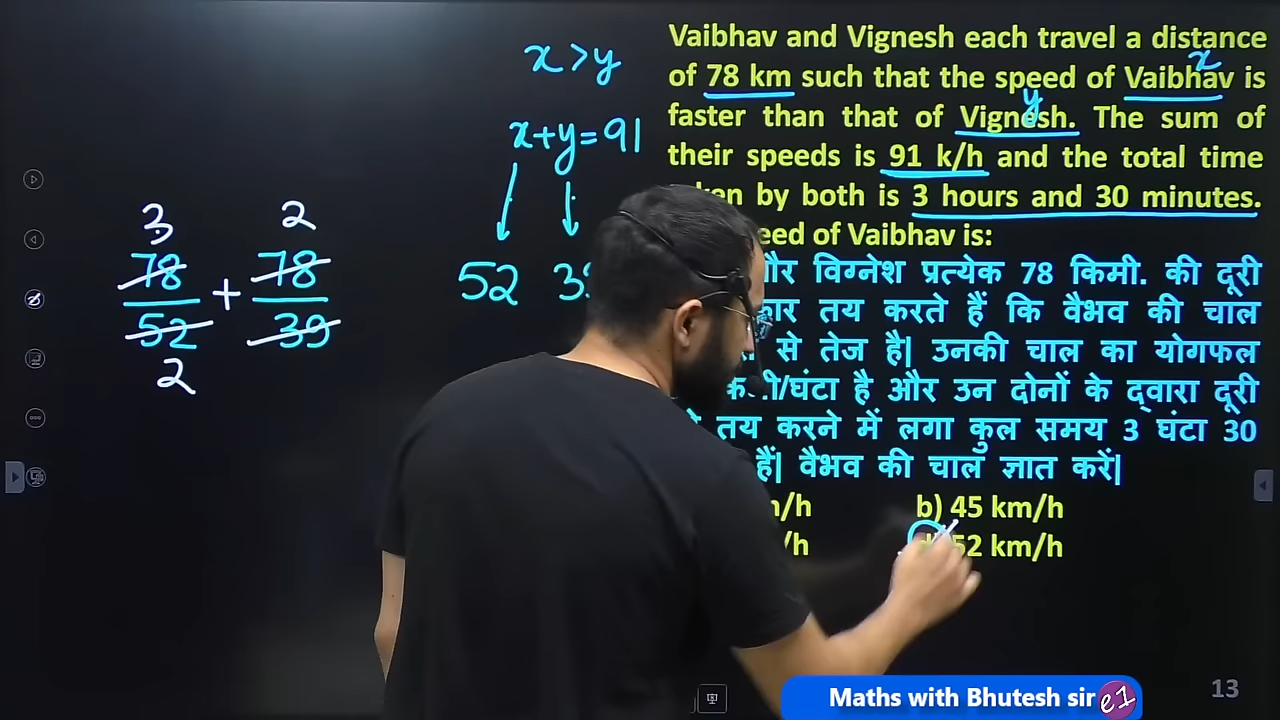 x>y
x+y=91
52
3
2
78
78
+
52
39
2
Vaibhav and Vignesh each travel a distance
x
of 78 km such that the speed of Vaibhav is
y
faster than that of Vignesh. The sum of
their speeds is 91 k/h and the total time
by both is 3 hours and 30 minutes.
of Vaibhav is:
विग्नेश प्रत्येक 78 किमी. की दूरी
तय करते हैं कि वैभव की चाल
से तेज है| उनकी चाल का योगफल
है और उन दोनों के द्वारा दूरी
तय करने में लगा कुल समय 3 घंटा 30
हैं| वैभव की चाल ज्ञात करें|
b) 45 km/h
52 km/h
13
Maths with Bhutesh sir e1